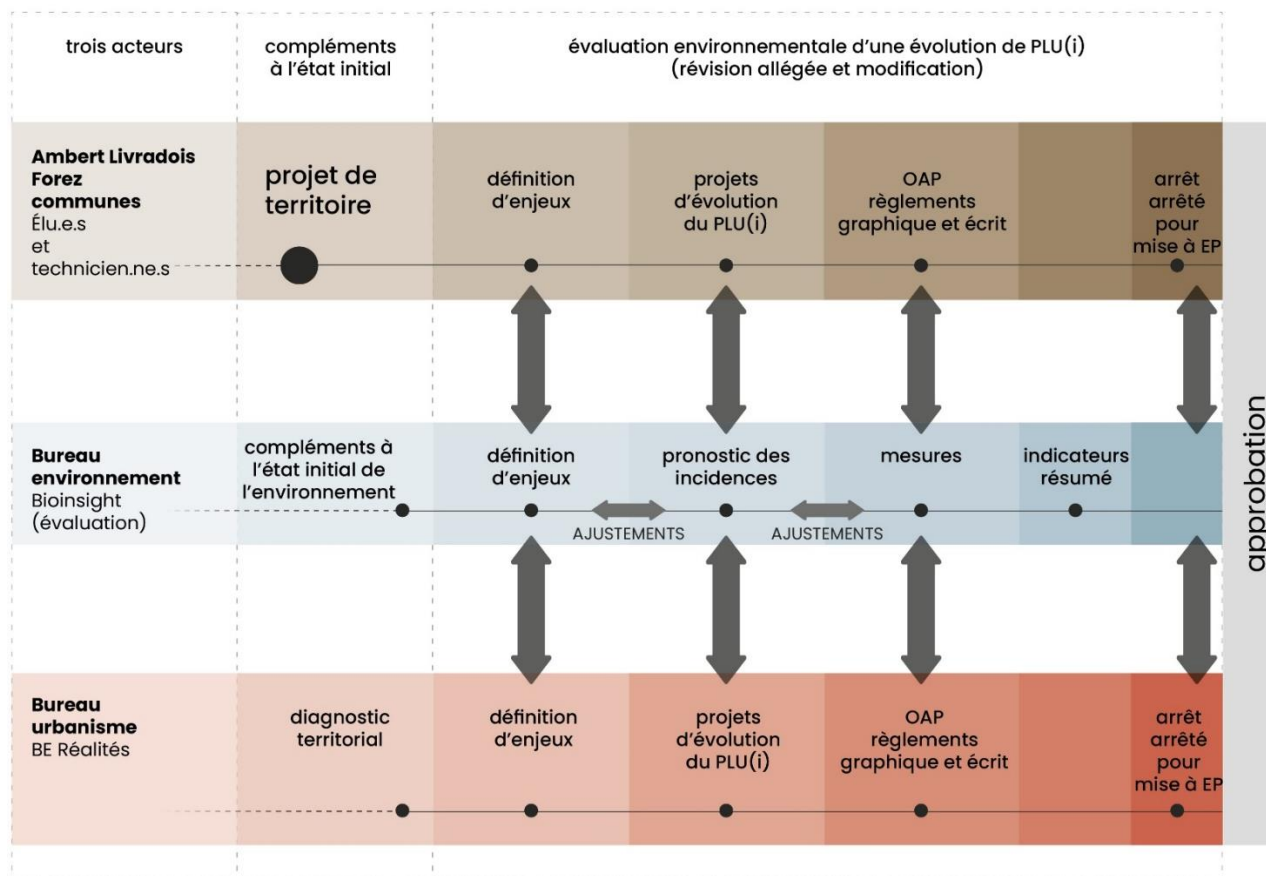 trois acteurs
compléments
à l'état initial
évaluation environnementale d'une évolution de PLU(i)
(révision allégée et modification)
Ambert Livradois
Forez
communes
Élu.e.s
et
technicien.ne.s
projet de
territoire
définition
d'enjeux
projets
d'évolution
du PLU(i)
OAP
règlements
graphique et écrit
arrêt
arrêté
pour
mise à EP
Bureau
environnement
Bioinsight
(évaluation)
compléments à
l'état initial de
l'environnement
définition
d'enjeux
pronostic des
incidences
mesures
indicateurs
résumé
AJUSTEMENTS
AJUSTEMENTS
Bureau
urbanisme
BE Réalités
diagnostic
territorial
définition
d'enjeux
projets
d'évolution
du PLU(i)
OAP
règlements
graphique et écrit
arrêt
arrêté
pour
mise à EP
approbation